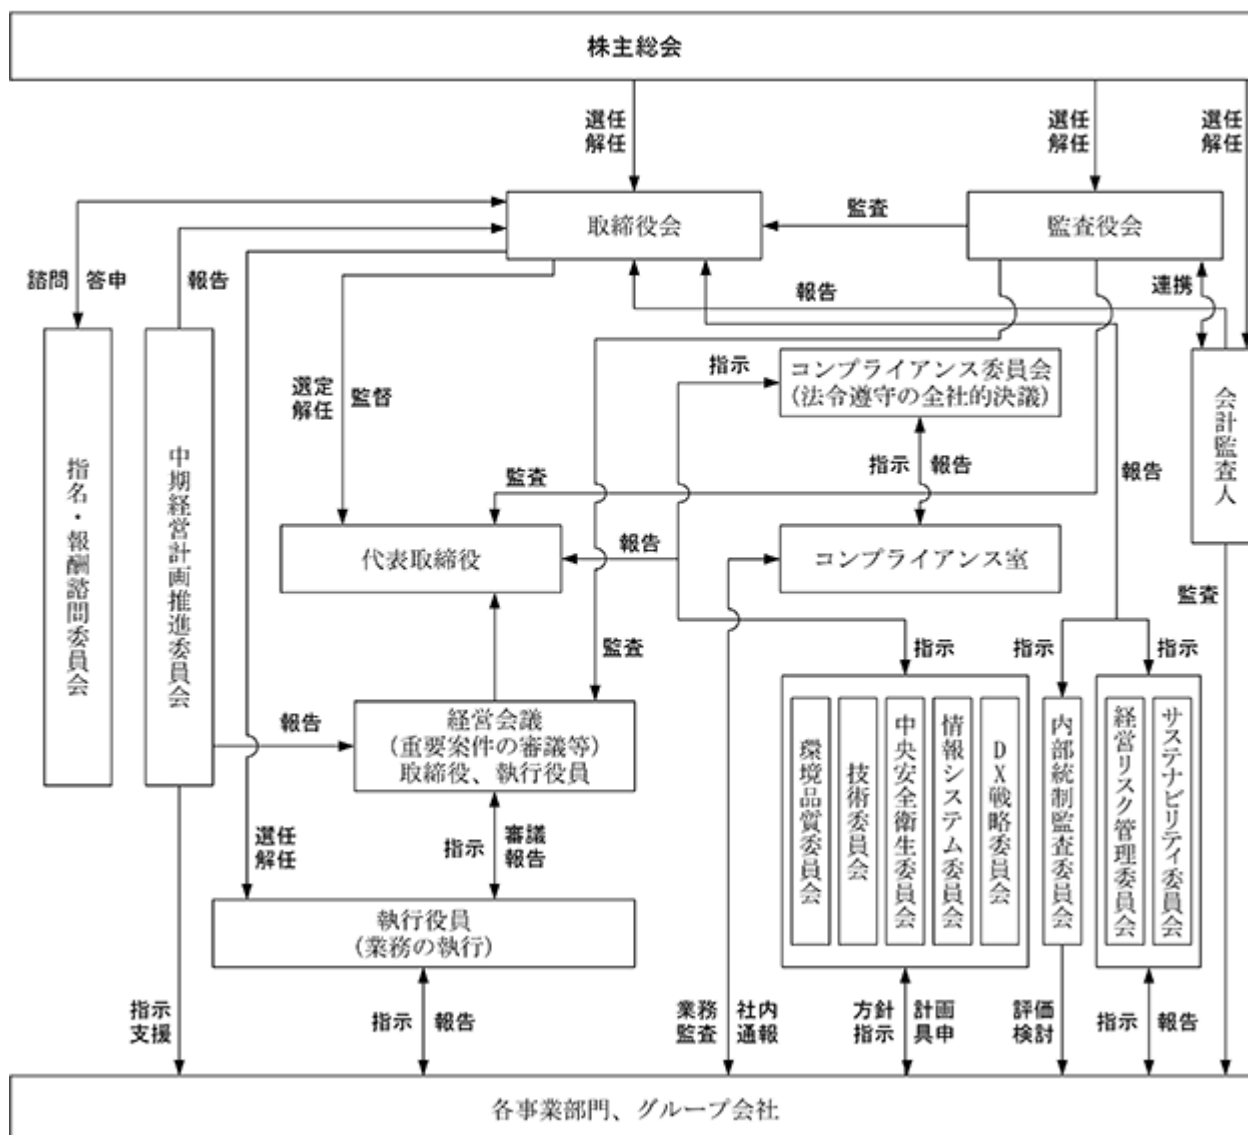 株主総会
選任
解任
選任
解任
選任
解任
取締役会
監査
監査役会
諮問
答申
報告
報告
連携
指名・報酬諮問委員会
中期経営計画推進委員会
選定
解任
監督
指示
コンプライアンス委員会
（法令遵守の全社的決議）
会計監査人
指示
報告
報告
監査
代表取締役
報告
コンプライアンス室
監査
監査
指示
指示
指示
報告
経営会議
（重要案件の審議等）
取締役、執行役員
環境品質委員会
技術委員会
中央安全衛生委員会
情報システム委員会
DX戦略委員会
内部統制監査委員会
経営リスク管理委員会
サステナビリティ委員会
選任
解任
指示
審議
報告
執行役員
（業務の執行）
指示
支援
指示
報告
業務
監査
社内
通報
方針
指示
計画
具申
評価
検討
指示
報告
各事業部門、グループ会社